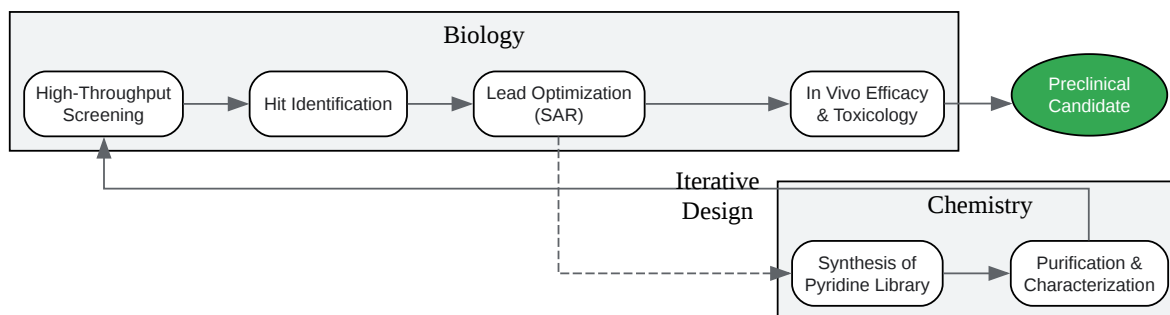 Biology
High-Throughput
Screening
Hit Identification
Lead Optimization
(SAR)
In Vivo Efficacy
& Toxicology
Preclinical
Candidate
Iterative
Design
Chemistry
Synthesis of
Pyridine Library
Purification &
Characterization